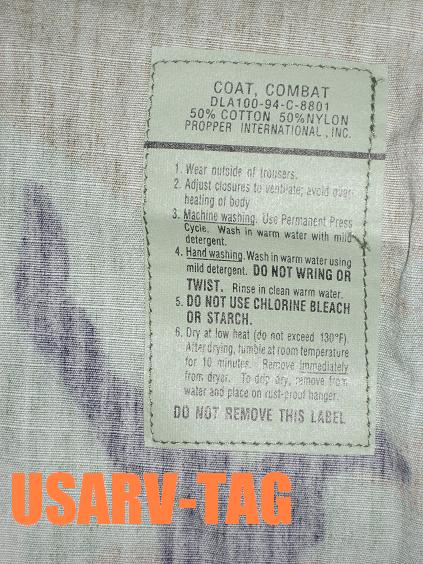 COAT, COMBAT
DLA100-94-C-8801
50% COTTON 50% NYLON
PROPPER INTERNATIONAL, INC.
1. Wear outside of trousers.
2. Adjust closures to ventilate; avoid over-
heating of body
3. Machine washing. Use Permanent Press
Cycle. Wash in warm water with mild
detergent.
4. Hand washing. Wash in warm water using
mild detergent. DO NOT WRING OR
TWIST. Rinse in clean warm water.
5. DO NOT USE CHLORINE BLEACH
OR STARCH.
6. Dry at low heat (do not exceed 130°F).
After drying, tumble at room temperature
for 10 minutes. Remove immediately
from dryer. To drip dry, remove from
water and place on rust-proof hanger.
DO NOT REMOVE THIS LABEL
USARV-TAG